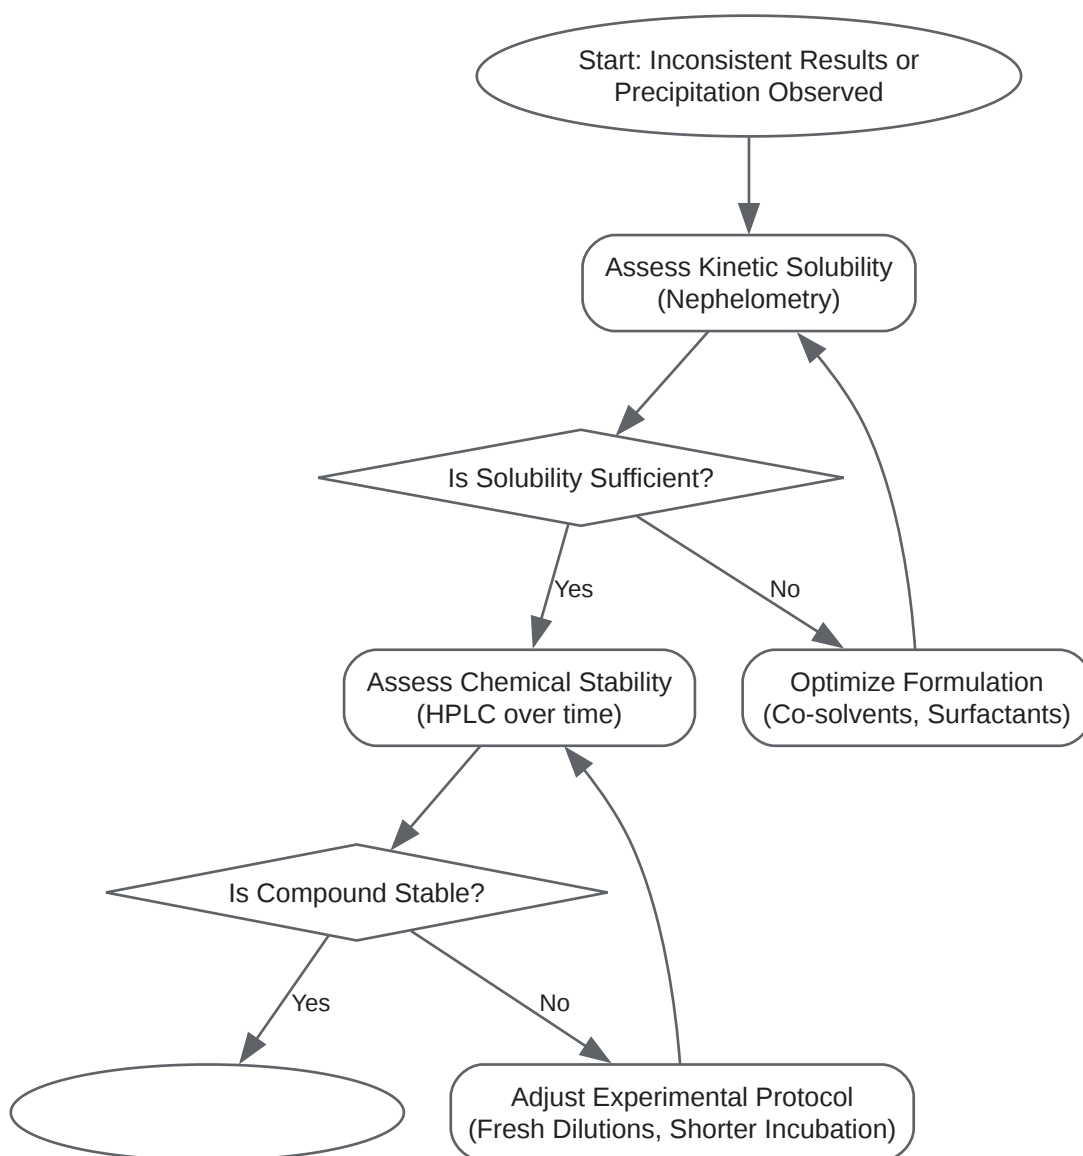 Start: Inconsistent Results or
Precipitation Observed
Assess Kinetic Solubility
(Nephelometry)
Is Solubility Sufficient?
Yes
No
Assess Chemical Stability
(HPLC over time)
Optimize Formulation
(Co-solvents, Surfactants)
Is Compound Stable?
Yes
No
Adjust Experimental Protocol
(Fresh Dilutions, Shorter Incubation)